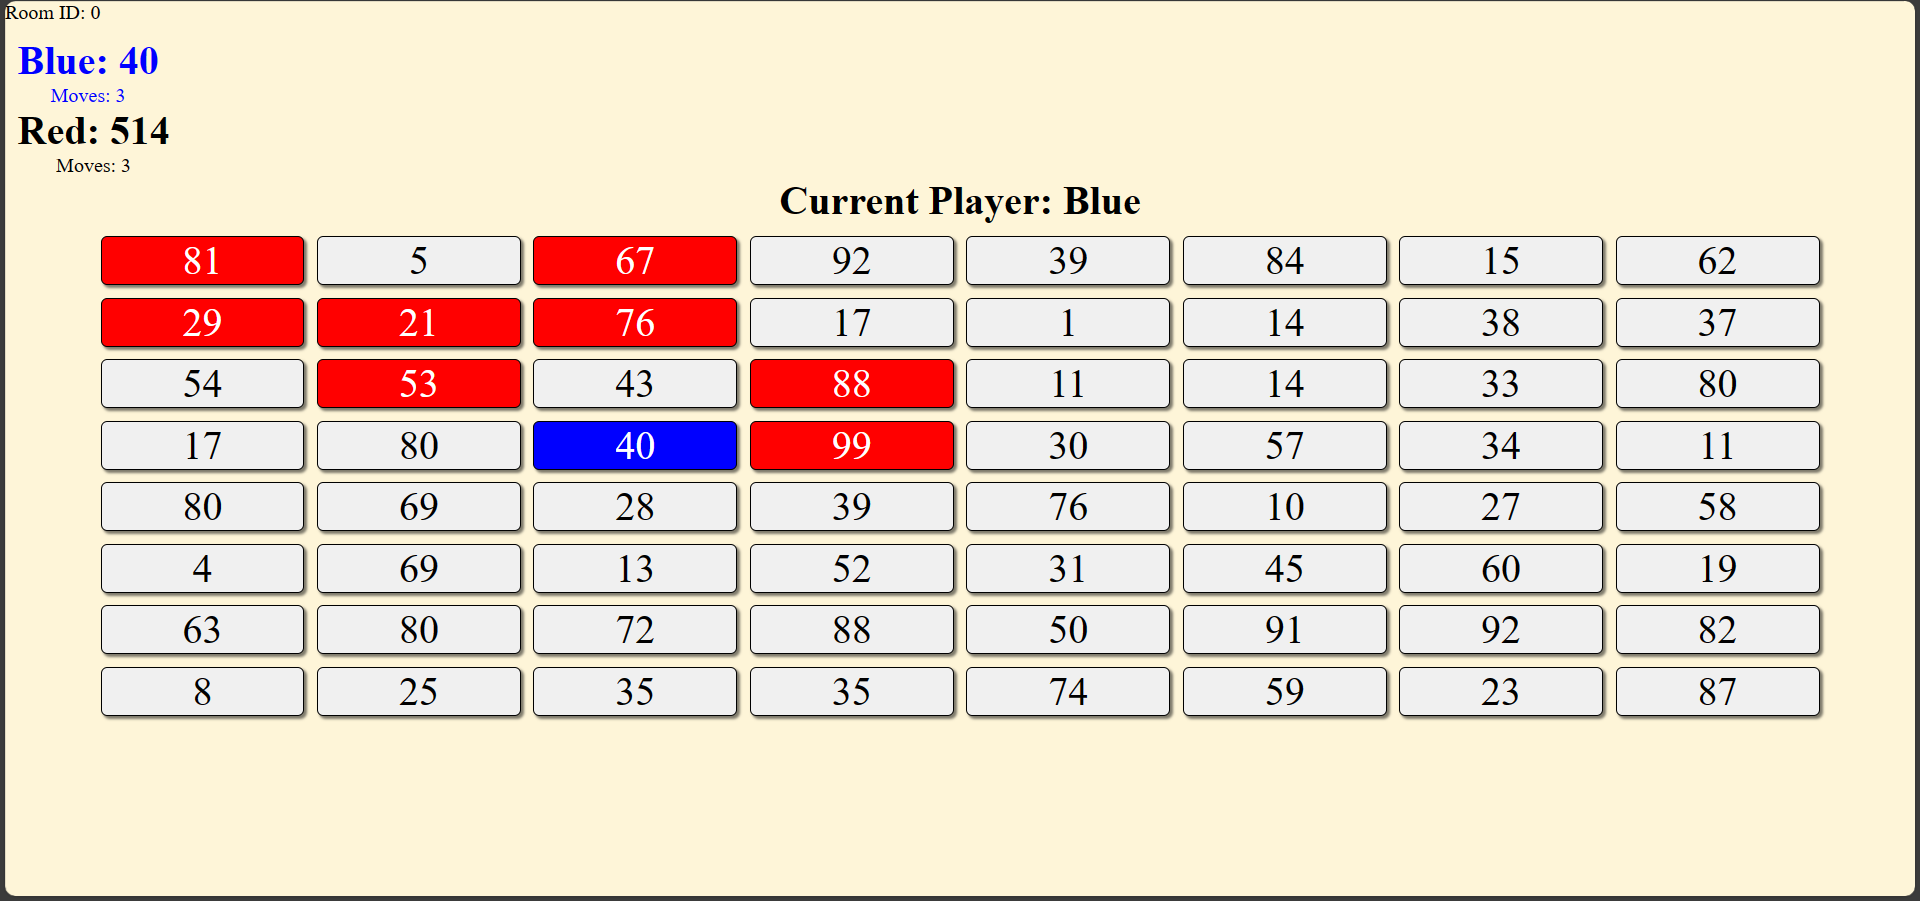 Room ID: 0
Blue: 40
Moves: 3
Red: 514
Moves: 3
Current Player: Blue
81 5 67 92 39 84 15 62
29 21 76 17 1 14 38 37
54 53 43 88 11 14 33 80
17 80 40 99 30 57 34 11
80 69 28 39 76 10 27 58
4 69 13 52 31 45 60 19
63 80 72 88 50 91 92 82
8 25 35 35 74 59 23 87